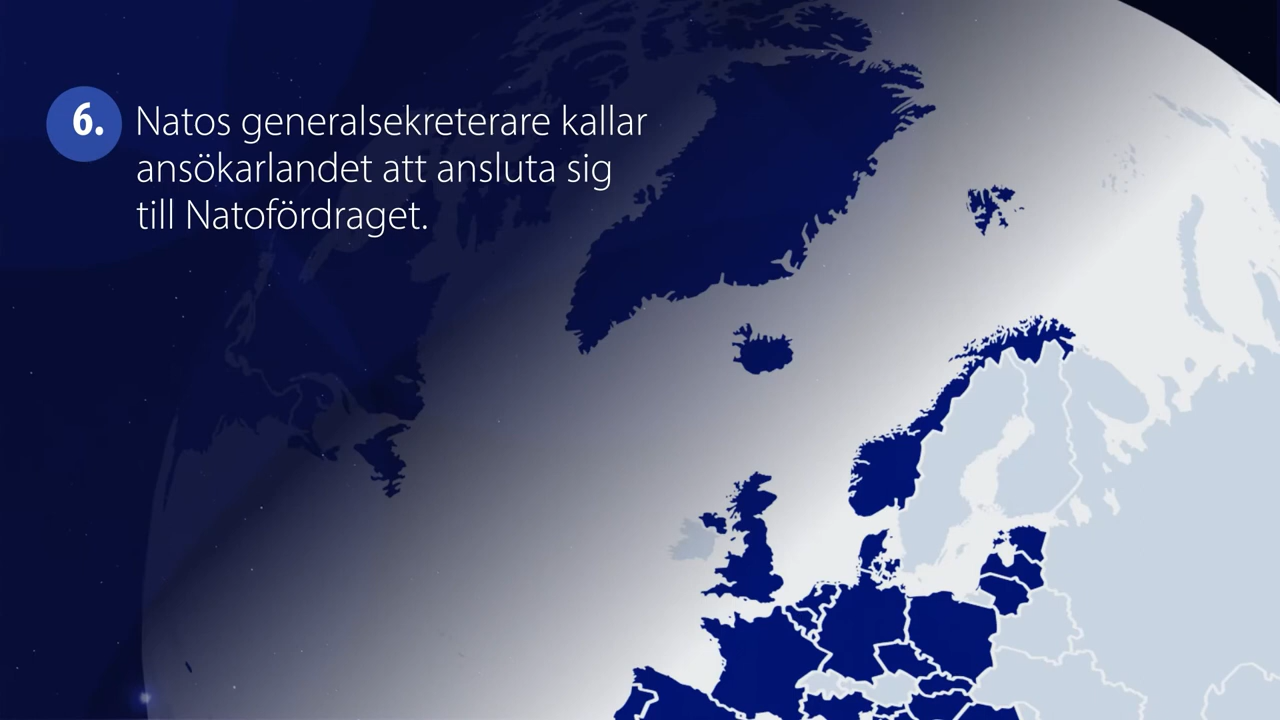 6. Natos generalsekreterare kallar
ansökarlandet att ansluta sig
till Natofördraget.